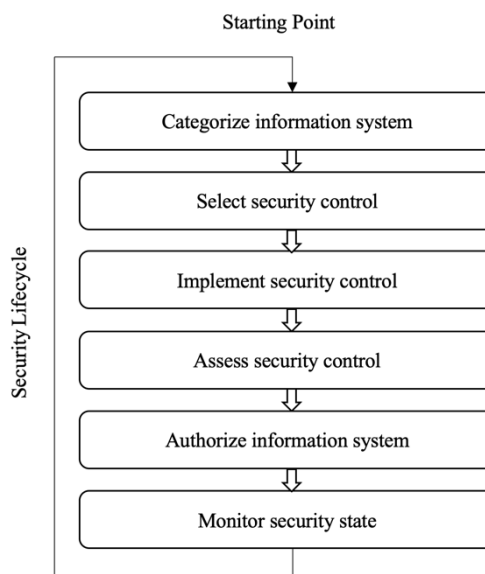 Starting Point
Categorize information system
Select security control
Implement security control
Assess security control
Authorize information system
Monitor security state
Security Lifecycle